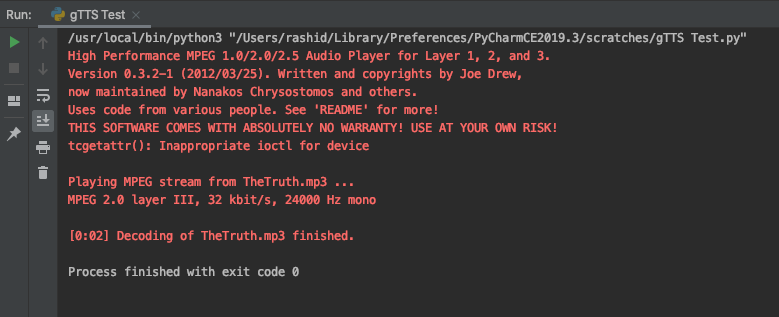 Run: gTTS Test
/usr/local/bin/python3 "/Users/rashid/Library/Preferences/PyCharmCE2019.3/scratches/gTTS Test.py"
High Performance MPEG 1.0/2.0/2.5 Audio Player for Layer 1, 2, and 3.
Version 0.3.2-1 (2012/03/25). Written and copyrights by Joe Drew,
now maintained by Nanakos Chrysostomos and others.
Uses code from various people. See 'README' for more!
THIS SOFTWARE COMES WITH ABSOLUTELY NO WARRANTY! USE AT YOUR OWN RISK!
tcgetattr(): Inappropriate ioctl for device
Playing MPEG stream from TheTruth.mp3 ...
MPEG 2.0 layer III, 32 kbit/s, 24000 Hz mono
[0:02] Decoding of TheTruth.mp3 finished.
Process finished with exit code 0